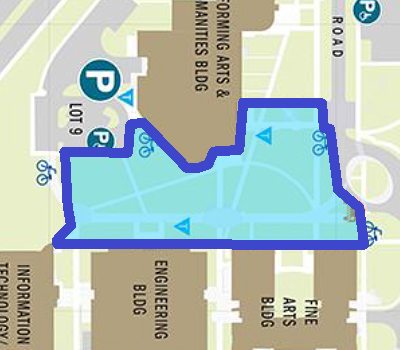 FORMING ARTS &
MANITIES BLDG
ROAD
P
P
P
LOT 9
ENGINEERING
BLDG
FINE
ARTS
BLDG
INFORMATION
TECHNOLOGY/